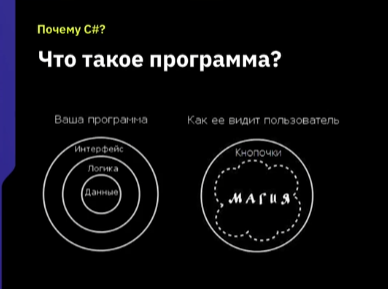 Почему C#?
Что такое программа?
Ваша программа
Как ее видит пользователь
Интерфейс
Логика
Данные
Кнопочки
МАГИЯ